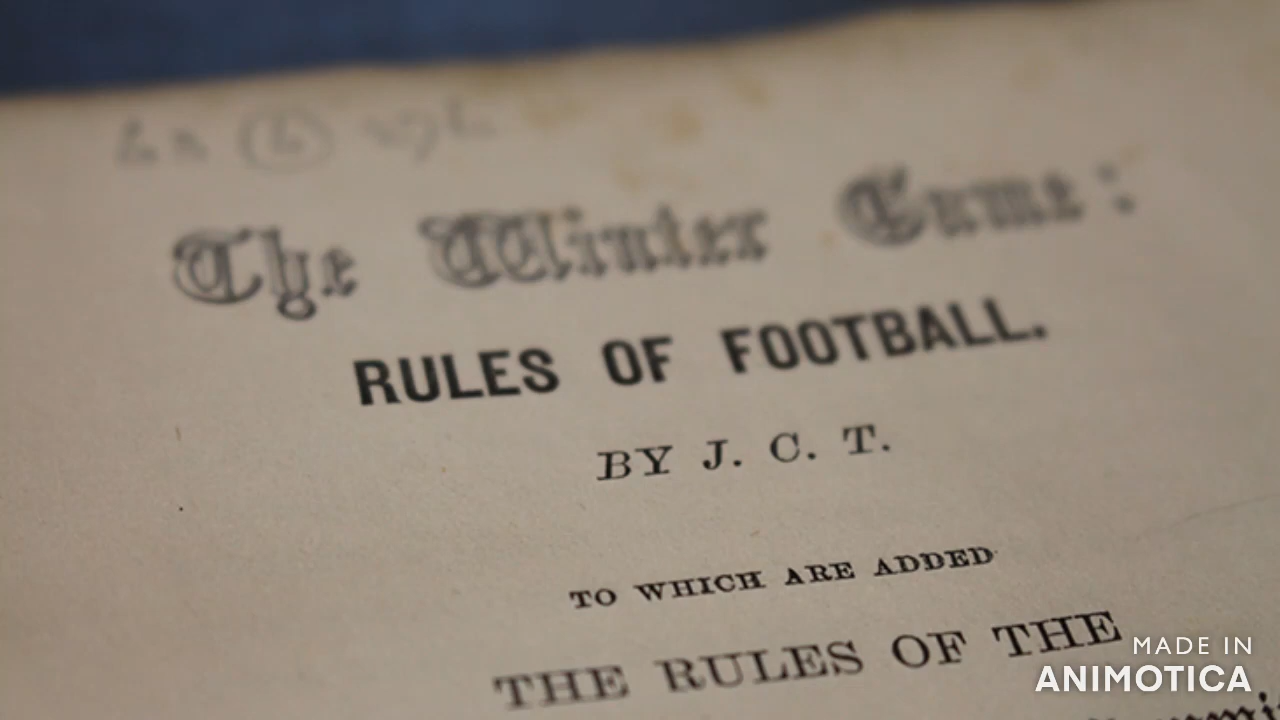 The Winter Game:
RULES OF FOOTBALL.
BY J. C. T.
TO WHICH ARE ADDED
THE RULES OF THE
MADE IN
ANIMOTICA